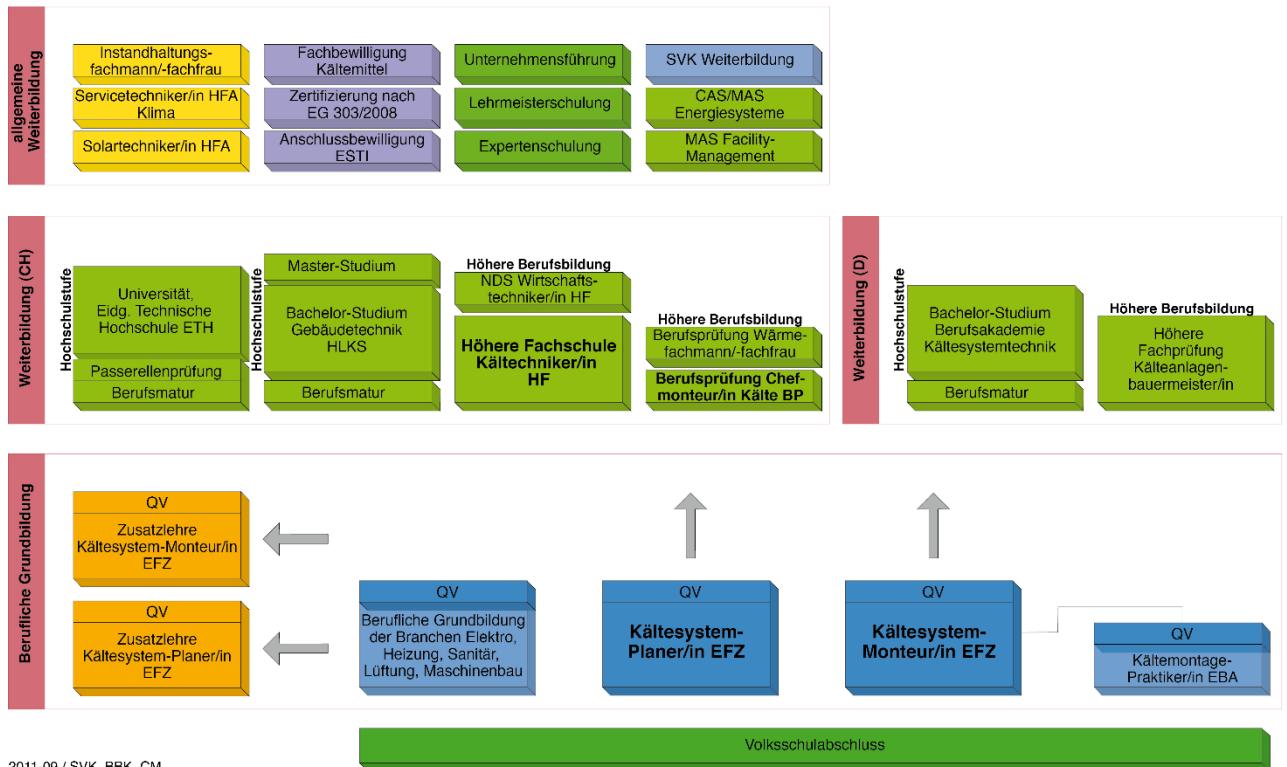 allgemeine
Weiterbildung
Instandhaltungs-
fachmann/-fachfrau
Servicetechniker/in HFA
Klima
Solartechniker/in HFA
Fachbewilligung
Kältemittel
Zertifizierung nach
EG 303/2008
Anschlussbewilligung
ESTI
Unternehmensführung
Lehrmeisterschulung
Expertenschulung
SVK Weiterbildung
CAS/MAS
Energiesysteme
MAS Facility-
Management
Weiterbildung (CH)
Hochschulstufe
Universität,
Eidg. Technische
Hochschule ETH
Passerellenprüfung
Berufsmatur
Hochschulstufe
Master-Studium
Bachelor-Studium
Gebäudetechnik
HLKS
Berufsmatur
Höhere Berufsbildung
NDS Wirtschafts-
techniker/in HF
Höhere Fachschule
Kältechniker/in
HF
Höhere Berufsbildung
Berufsprüfung Wärme-
fachmann/-fachfrau
Berufsprüfung Chef-
monteur/in Kälte BP
Weiterbildung (D)
Hochschulstufe
Bachelor-Studium
Berufsakademie
Kältesystemtechnik
Berufsmatur
Höhere Berufsbildung
Höhere
Fachprüfung
Kälteanlagen-
bauermeister/in
Berufliche Grundbildung
QV
Zusatzlehre
Kältesystem-Monteur/in
EFZ
QV
Zusatzlehre
Kältesystem-Planer/in
EFZ
QV
Berufliche Grundbildung
der Branchen Elektro,
Heizung, Sanitär,
Lüftung, Maschinenbau
QV
Kältesystem-
Planer/in EFZ
QV
Kältesystem-
Monteur/in EFZ
QV
Kältemontage-
Praktiker/in EBA
Volksschulabschluss
2011-09 / SVK, BBK, CM